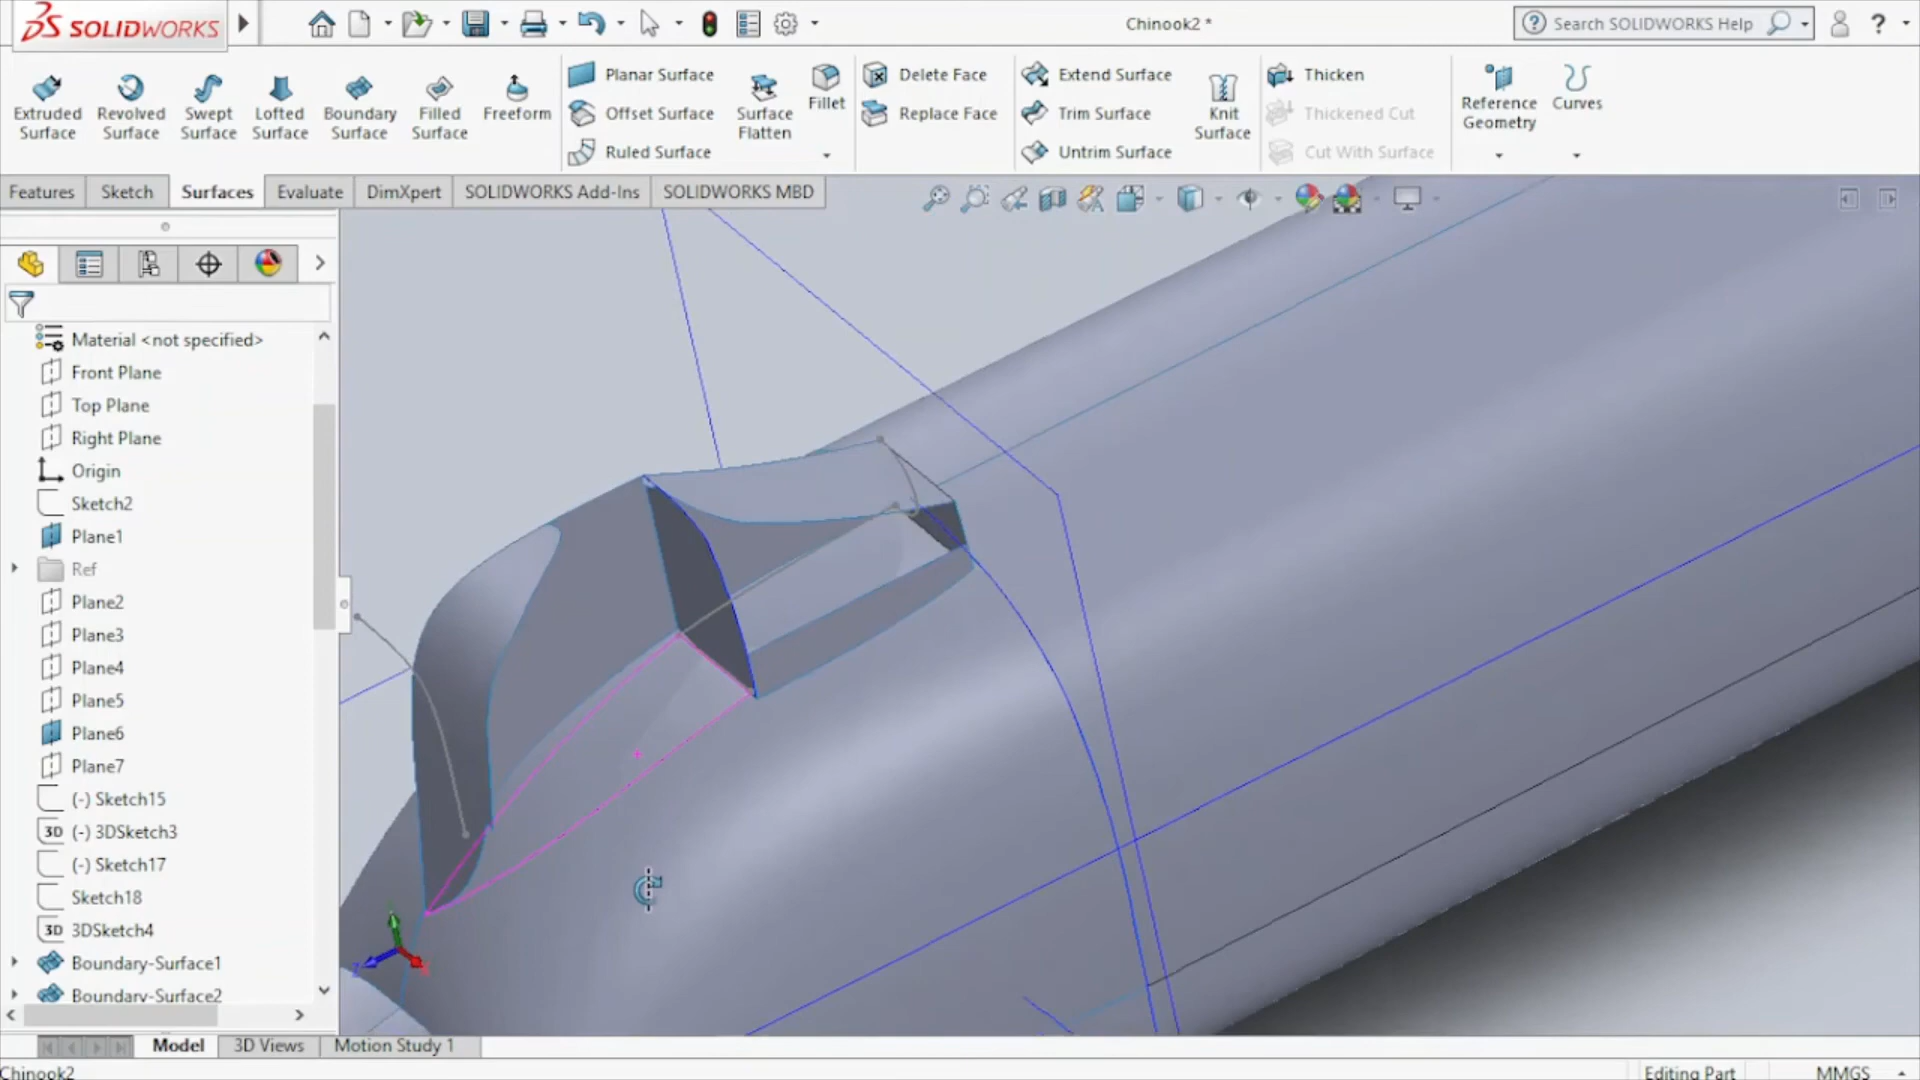 SOLIDWORKS
Chinook2 *
Search SOLIDWORKS Help
?
Extruded Surface
Revolved Surface
Swept Surface
Lofted Surface
Boundary Surface
Filled Surface
Freeform
Planar Surface
Offset Surface
Ruled Surface
Surface Flatten
Fillet
Delete Face
Replace Face
Extend Surface
Trim Surface
Untrim Surface
Knit Surface
Thicken
Thickened Cut
Cut With Surface
Reference Geometry
Curves
Features
Sketch
Surfaces
Evaluate
DimXpert
SOLIDWORKS Add-Ins
SOLIDWORKS MBD
Material <not specified>
Front Plane
Top Plane
Right Plane
Origin
Sketch2
Plane1
Ref
Plane2
Plane3
Plane4
Plane5
Plane6
Plane7
(-) Sketch15
3D (-) 3DSketch3
(-) Sketch17
Sketch18
3D 3DSketch4
Boundary-Surface1
Boundary-Surface2
Model
3D Views
Motion Study 1
Chinook2
Editing Part
MMGS